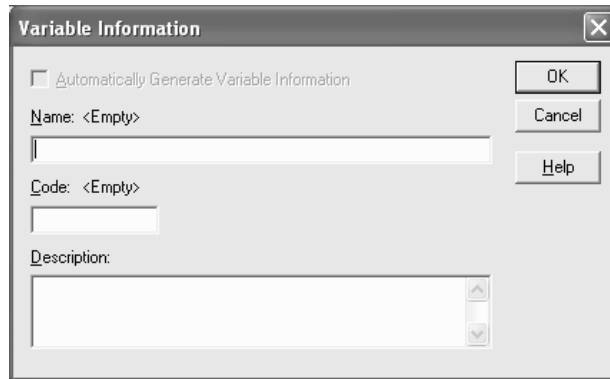 Variable Information
Automatically Generate Variable Information
OK
Name: <Empty>
Cancel
Help
Code: <Empty>
Description: